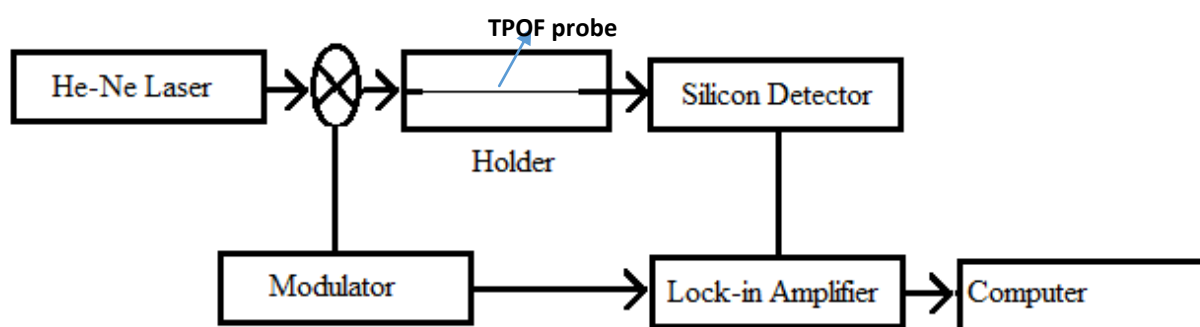 TPOF probe
He-Ne Laser
Silicon Detector
Holder
Modulator
Lock-in Amplifier
Computer